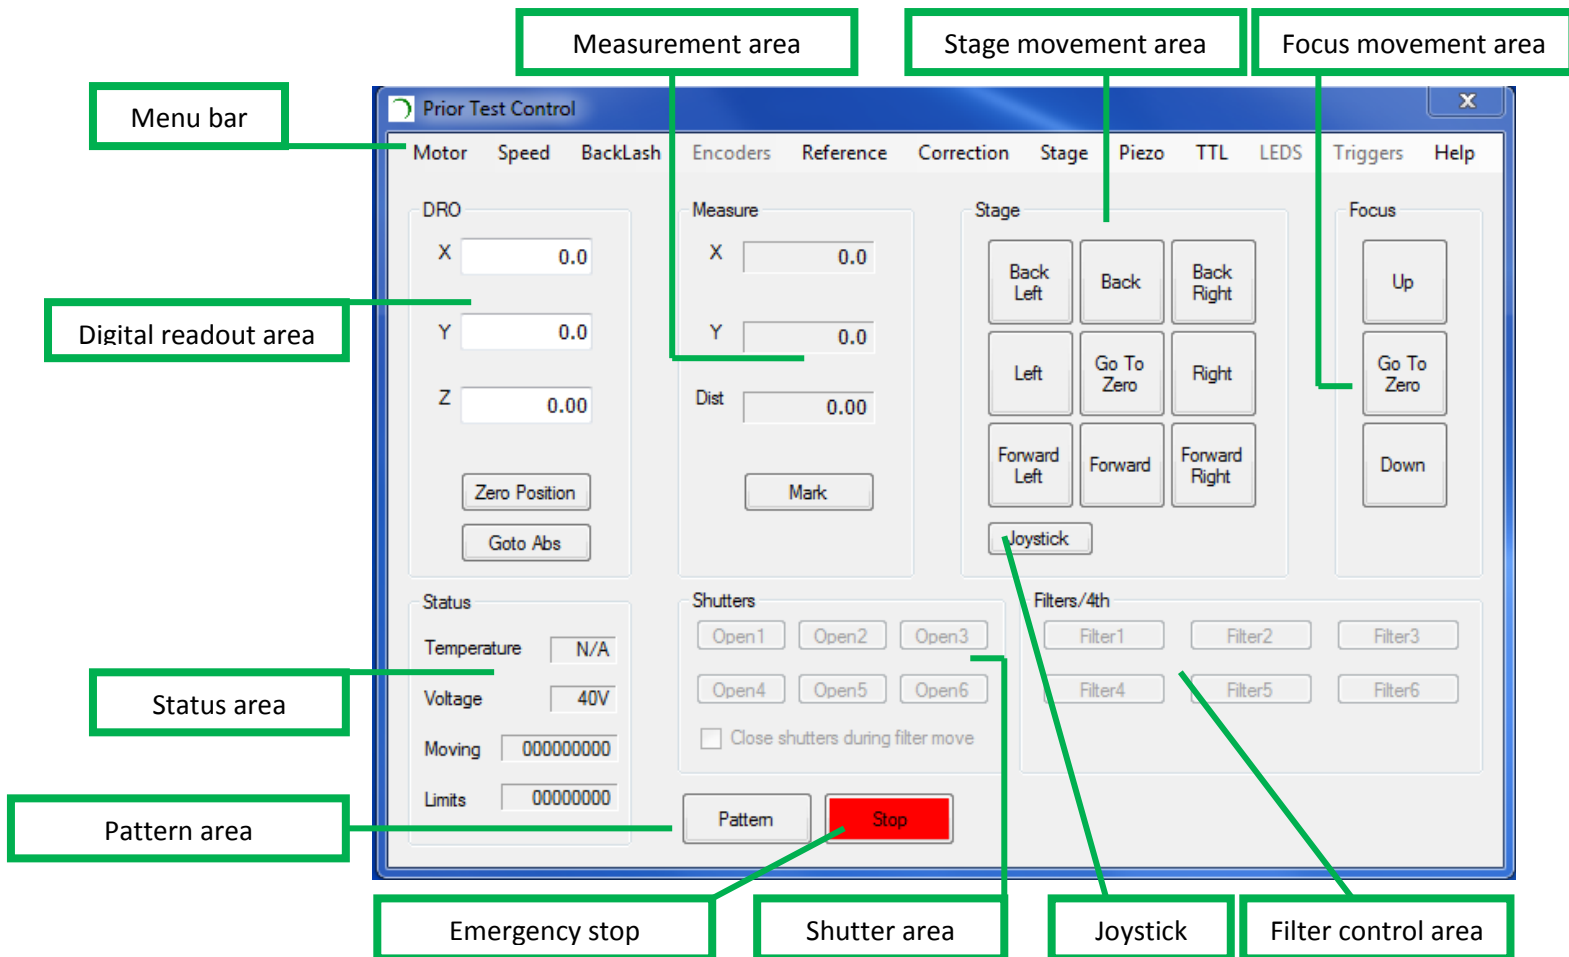 Measurement area
Stage movement area
Focus movement area
Menu bar
Prior Test Control
X
Motor Speed BackLash Encoders Reference Correction Stage Piezo TTL LEDS Triggers Help
DRO
X 0.0
Y 0.0
Z 0.00
Zero Position
Goto Abs
Digital readout area
Measure
X 0.0
Y 0.0
Dist 0.00
Mark
Stage
Back Left
Back
Back Right
Left
Go To Zero
Right
Forward Left
Forward
Forward Right
Joystick
Focus
Up
Go To Zero
Down
Status
Temperature N/A
Voltage 40V
Moving 000000000
Limits 00000000
Status area
Shutters
Open1 Open2 Open3
Open4 Open5 Open6
Close shutters during filter move
Filters/4th
Filter1 Filter2 Filter3
Filter4 Filter5 Filter6
Pattern area
Pattern
Stop
Emergency stop
Shutter area
Joystick
Filter control area